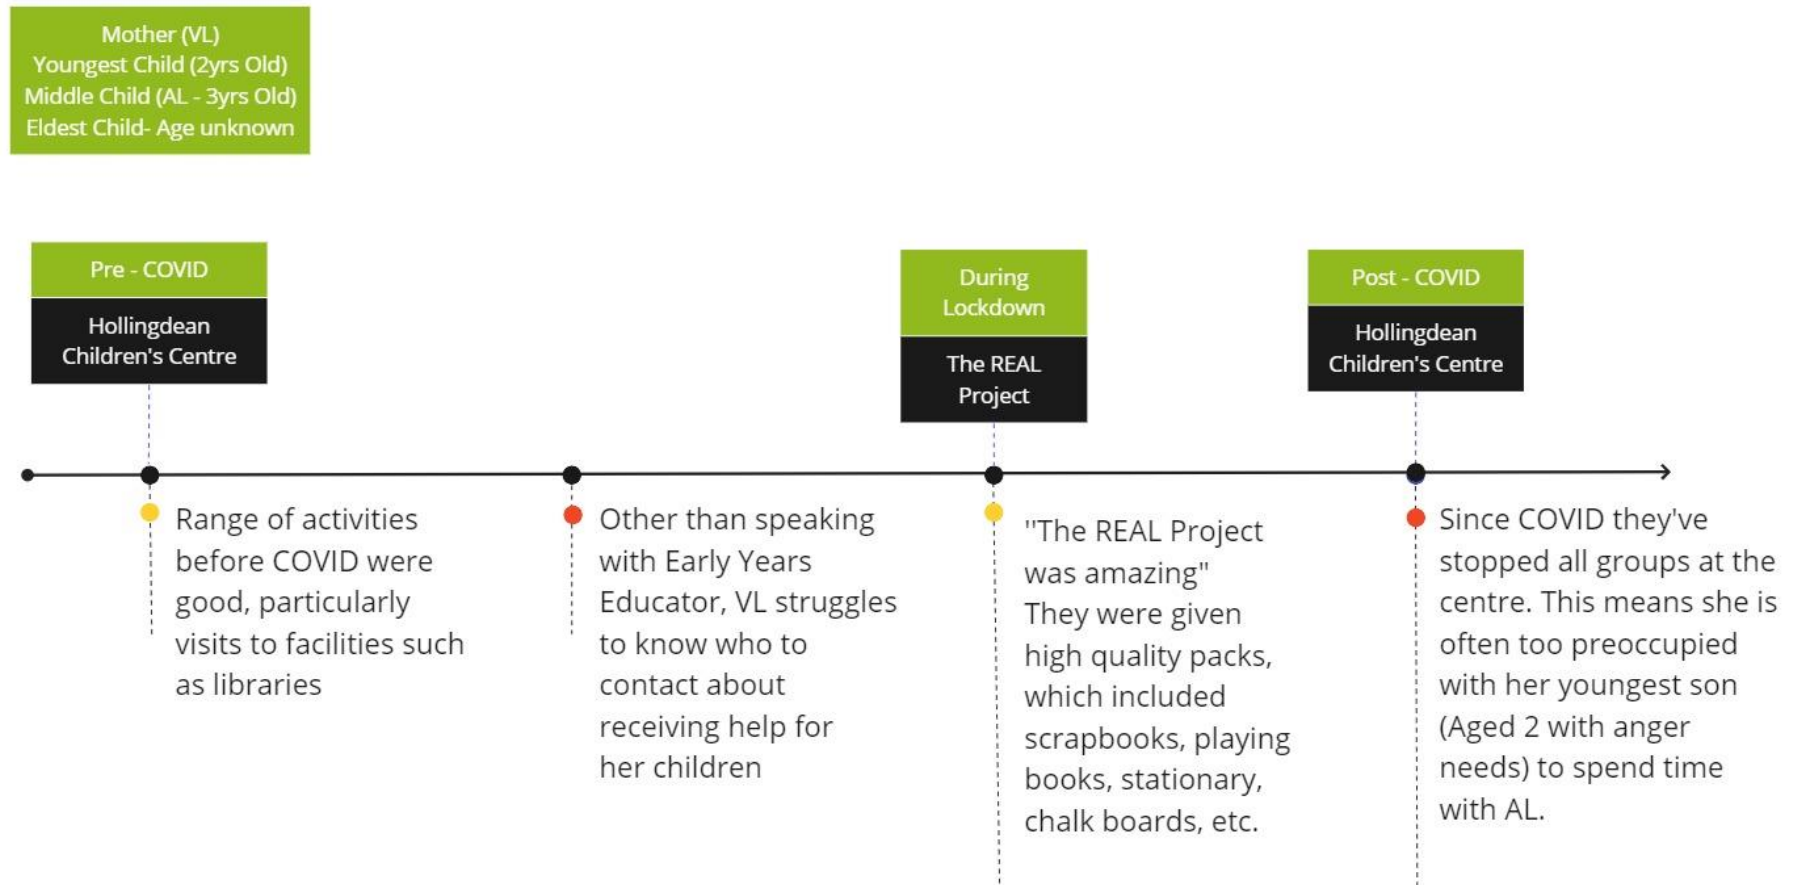 Mother (VL)
Youngest Child (2yrs Old)
Middle Child (AL - 3yrs Old)
Eldest Child- Age unknown
Pre - COVID
Hollingdean
Children's Centre
During
Lockdown
The REAL
Project
Post - COVID
Hollingdean
Children's Centre
Range of activities
before COVID were
good, particularly
visits to facilities such
as libraries
Other than speaking
with Early Years
Educator, VL struggles
to know who to
contact about
receiving help for
her children
"The REAL Project
was amazing"
They were given
high quality packs,
which included
scrapbooks, playing
books, stationary,
chalk boards, etc.
Since COVID they've
stopped all groups at the
centre. This means she is
often too preoccupied
with her youngest son
(Aged 2 with anger
needs) to spend time
with AL.